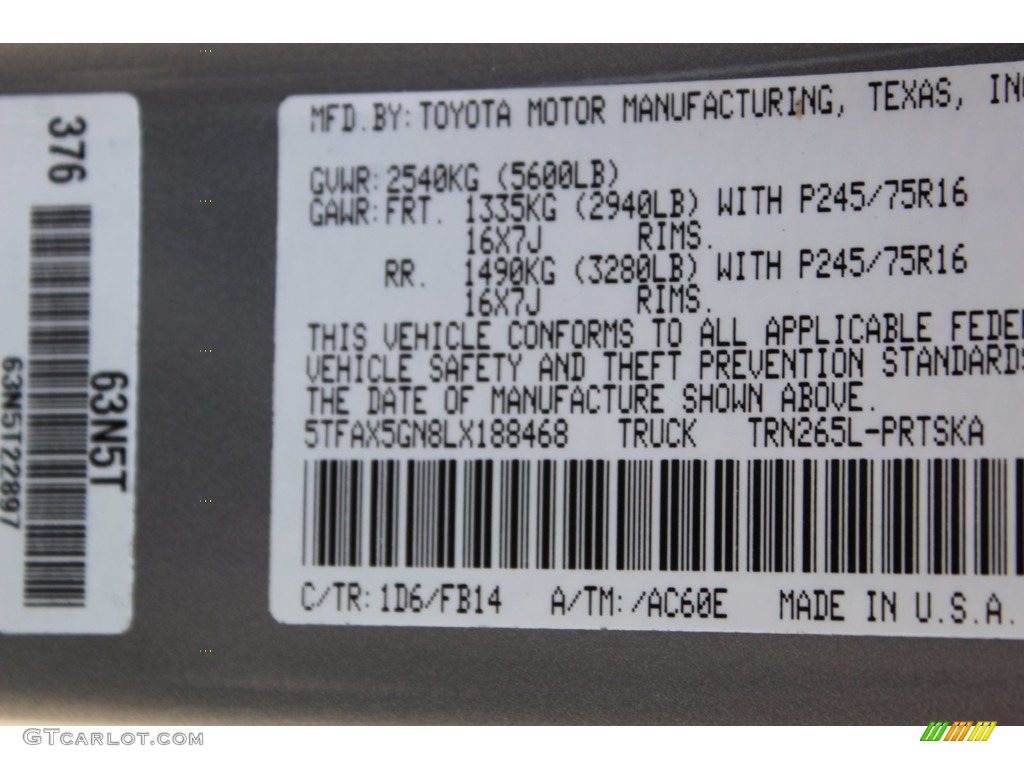 376
63N5T
63N5T22897
MFD.BY:TOYOTA MOTOR MANUFACTURING, TEXAS,
GVWR:2540KG (5600LB)
GAWR:FRT. 1335KG (2940LB) WITH P245/75R16
16X7J RIMS.
RR. 1490KG (3280LB) WITH P245/75R16
16X7J RIMS.
THIS VEHICLE CONFORMS TO ALL APPLICABLE
VEHICLE SAFETY AND THEFT PREVENTION STANDARDS
THE DATE OF MANUFACTURE SHOWN ABOVE.
5TFAX5GN8LX188468 TRUCK TRN265L-PRTSKA
C/TR:1D6/FB14 A/TM:/AC60E MADE IN U.S.A.
GTCARLOT.COM